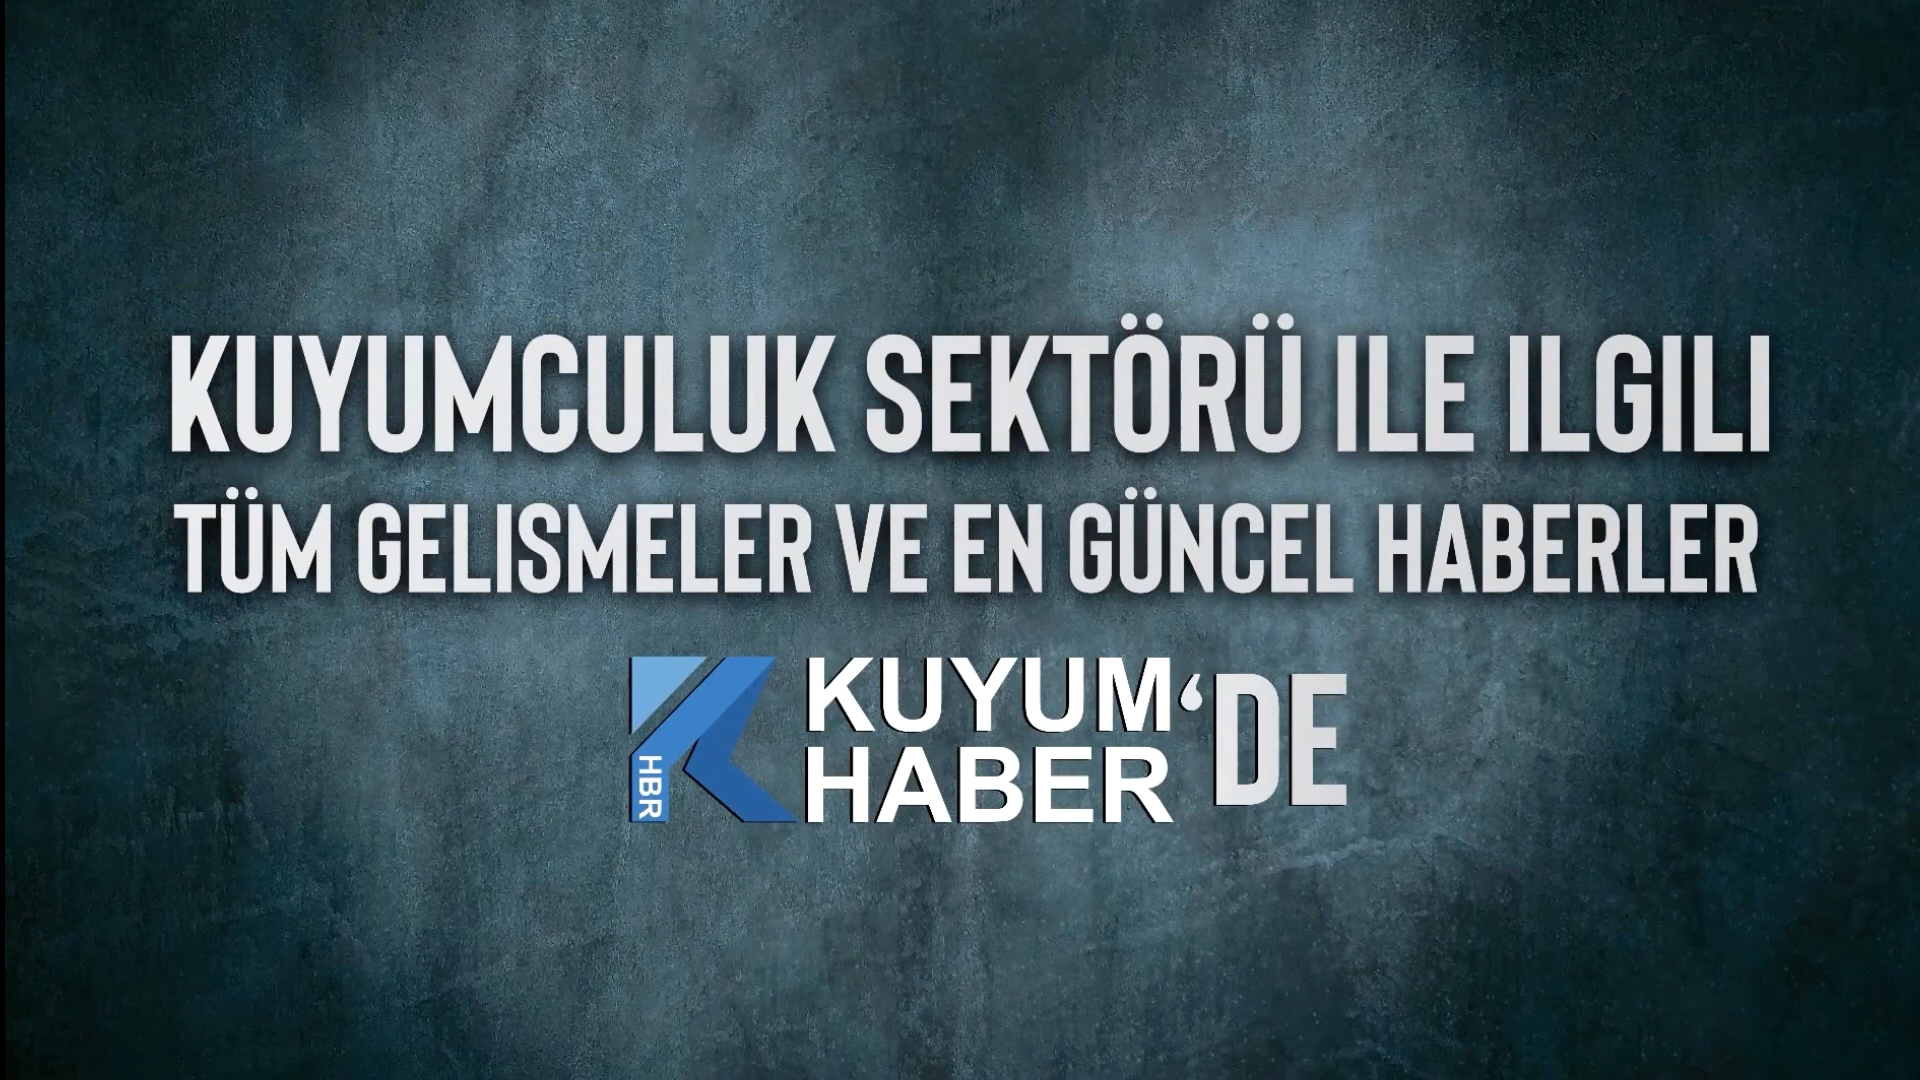 KUYUMCULUK SEKTÖRÜ ILE ILGILI
TÜM GELISMELER VE EN GÜNCEL HABERLER
HBR
KUYUM
HABER
‘DE